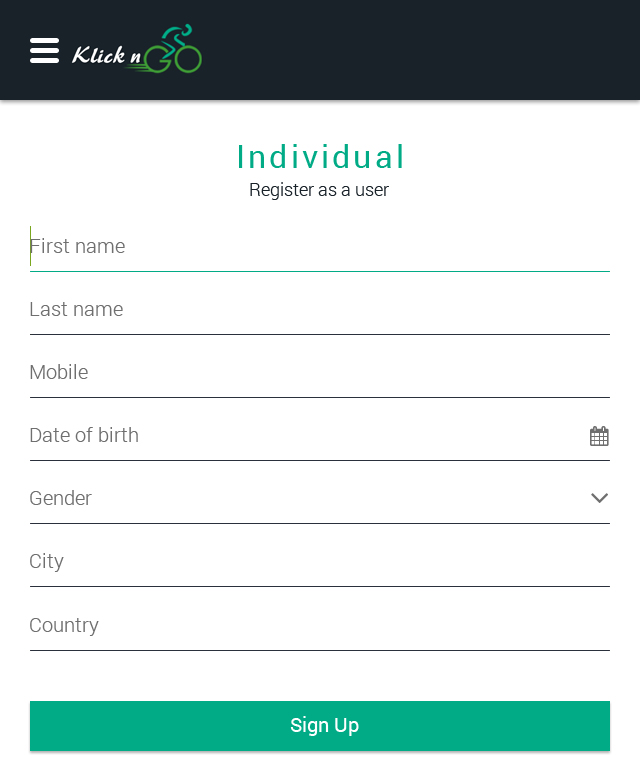 Klick n GO
Individual
Register as a user
First name
Last name
Mobile
Date of birth
Gender
City
Country
Sign Up